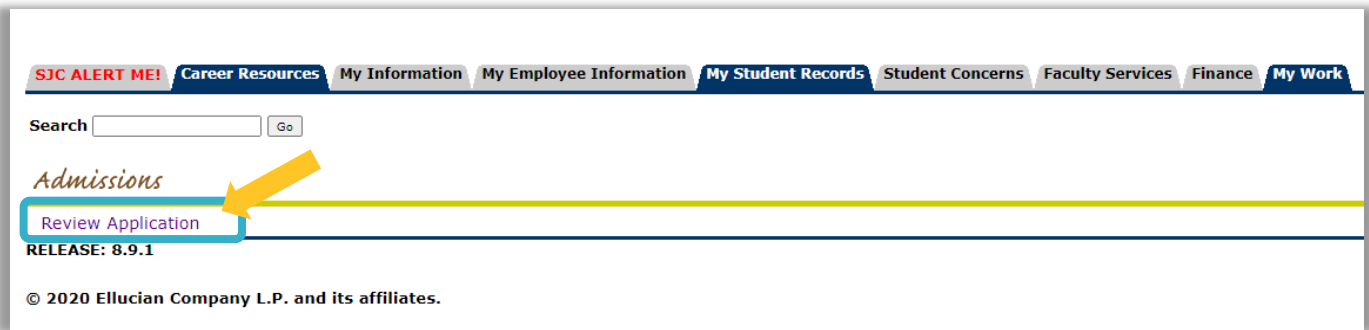 SJC ALERT ME! Career Resources My Information My Employee Information My Student Records Student Concerns Faculty Services Finance My Work
Search Go
Admissions
Review Application
RELEASE: 8.9.1
© 2020 Ellucian Company L.P. and its affiliates.